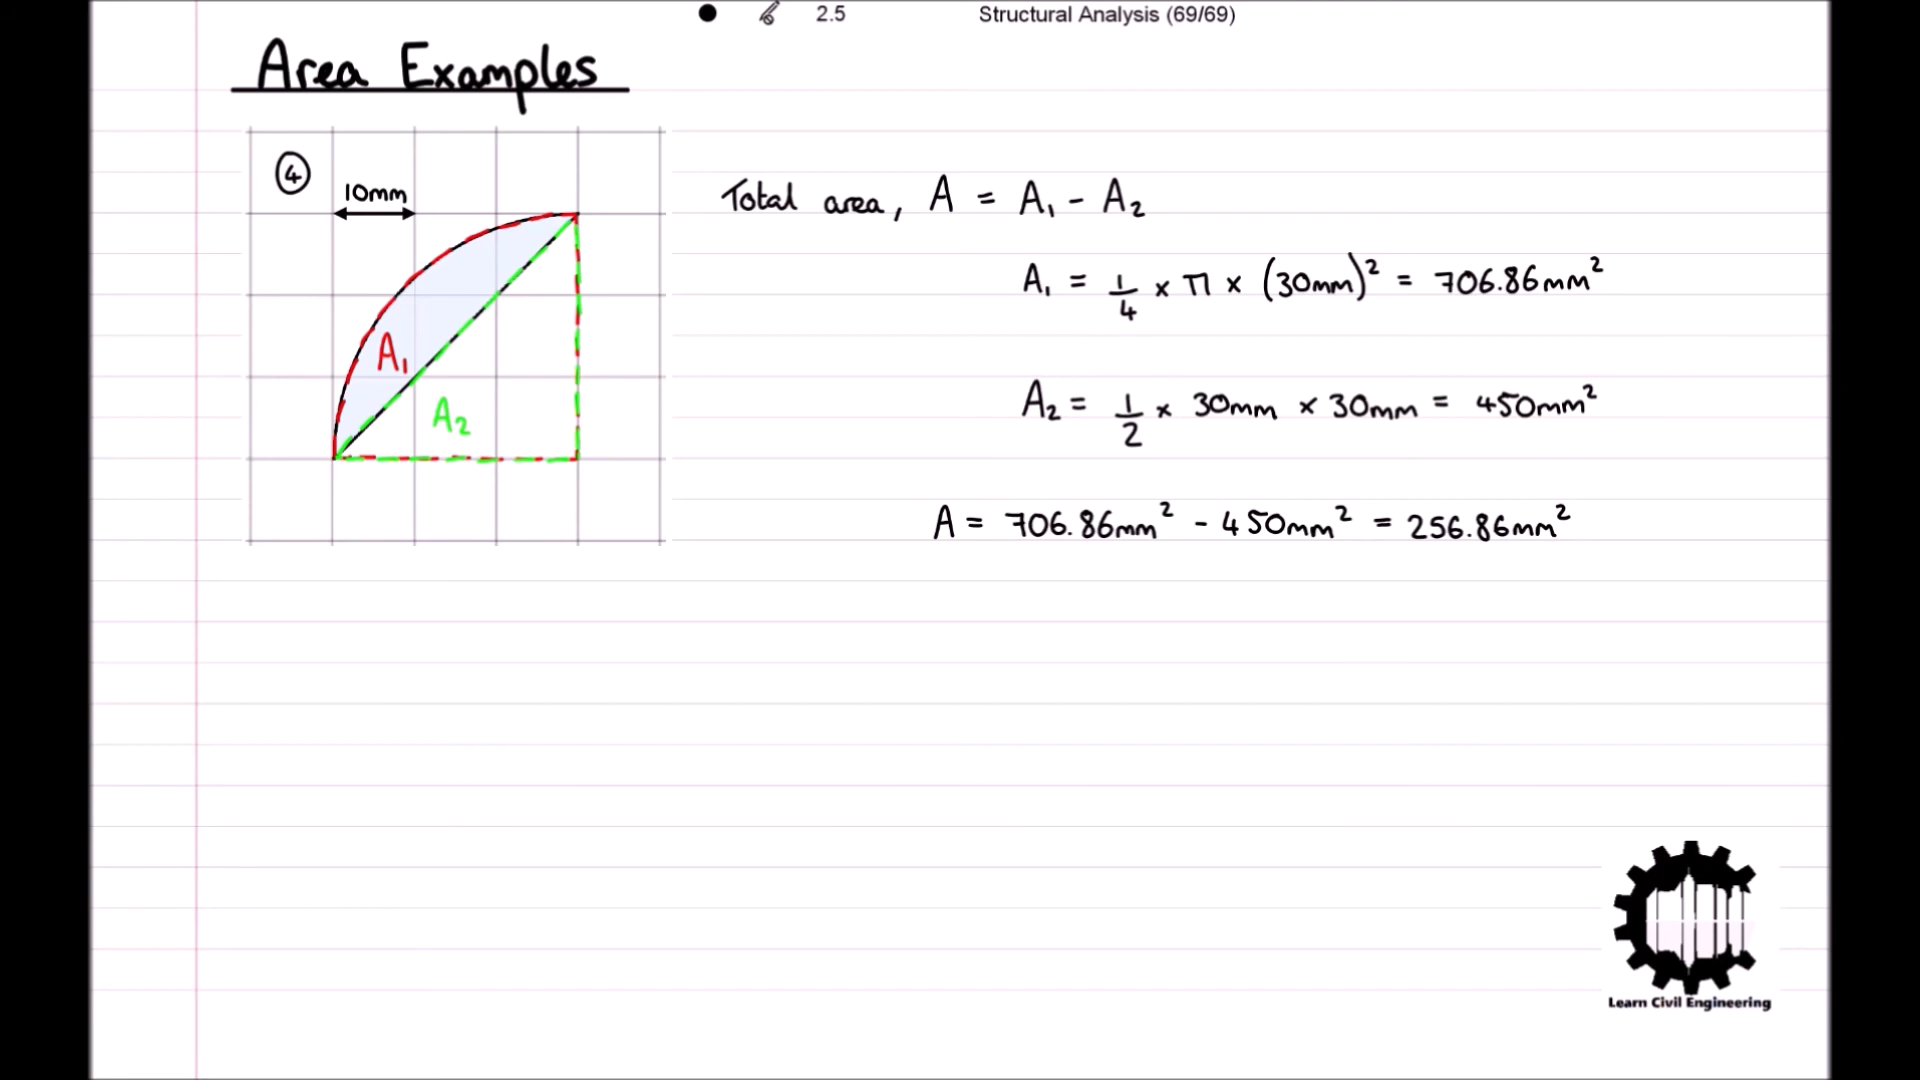 2.5 Structural Analysis (69/69)
Area Examples
④
10mm
A₁
A₂
Total area, A = A₁ - A₂
A₁ = 1/4 × π × (30mm)² = 706.86mm²
A₂ = 1/2 × 30mm × 30mm = 450mm²
A = 706.86mm² - 450mm² = 256.86mm²
Learn Civil Engineering